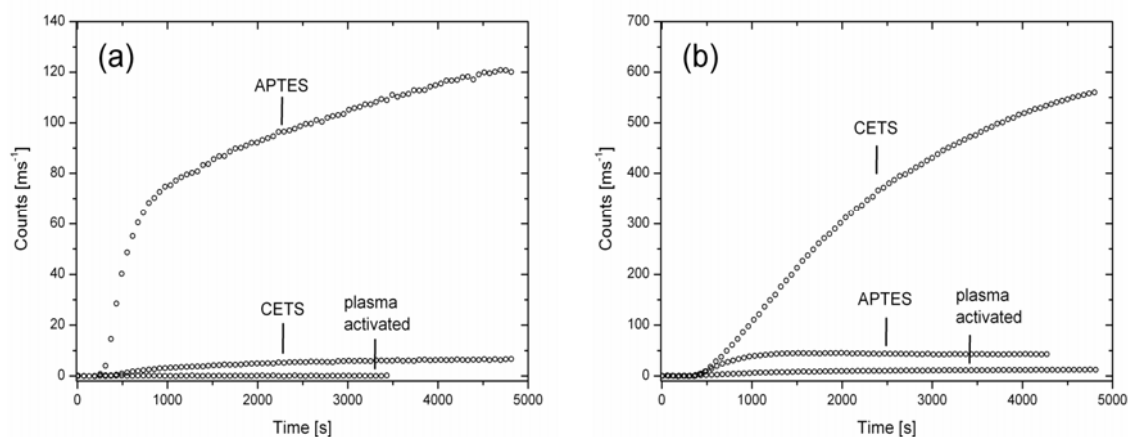 (a)
APTES
CETS
plasma
activated
Counts [ms⁻¹]
140
120
100
80
60
40
20
0
0 1000 2000 3000 4000 5000
Time [s]
(b)
CETS
APTES
plasma
activated
Counts [ms⁻¹]
700
600
500
400
300
200
100
0
0 1000 2000 3000 4000 5000
Time [s]